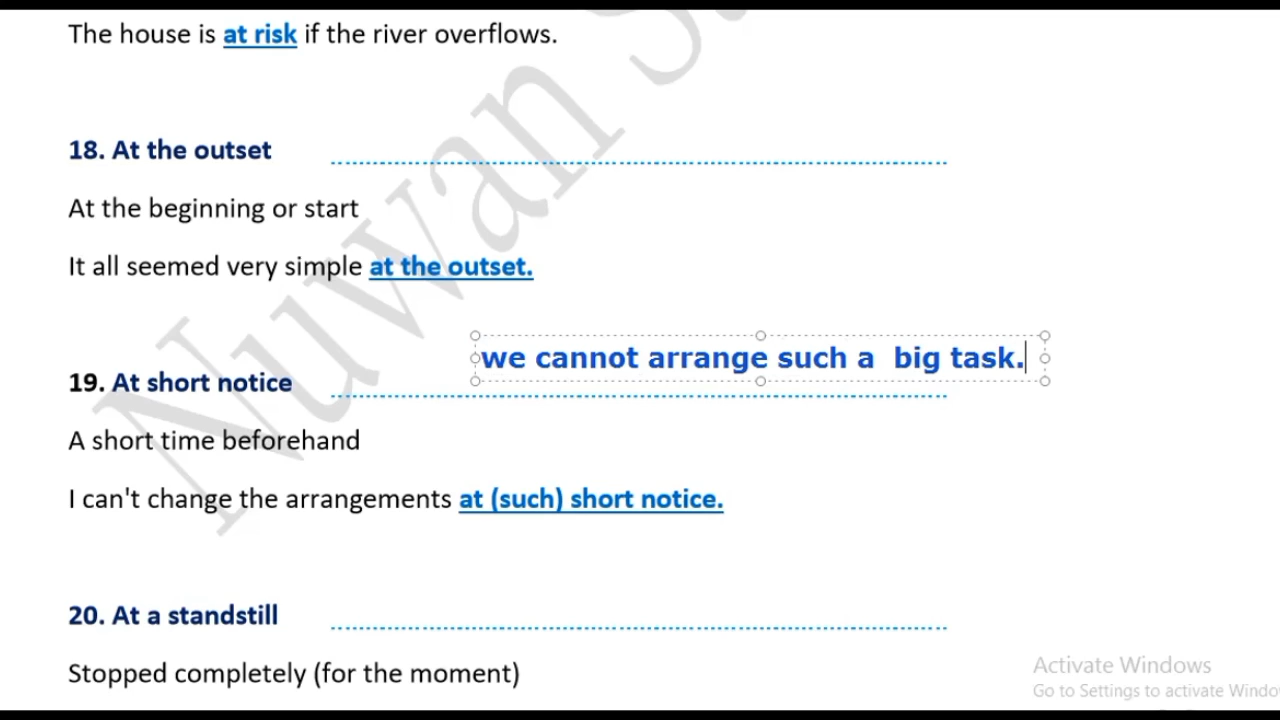 The house is at risk if the river overflows.
18. At the outset
At the beginning or start
It all seemed very simple at the outset.
we cannot arrange such a  big task.
19. At short notice
A short time beforehand
I can't change the arrangements at (such) short notice.
20. At a standstill
Stopped completely (for the moment)
Activate Windows
Go to Settings to activate Windo
Nuwan S